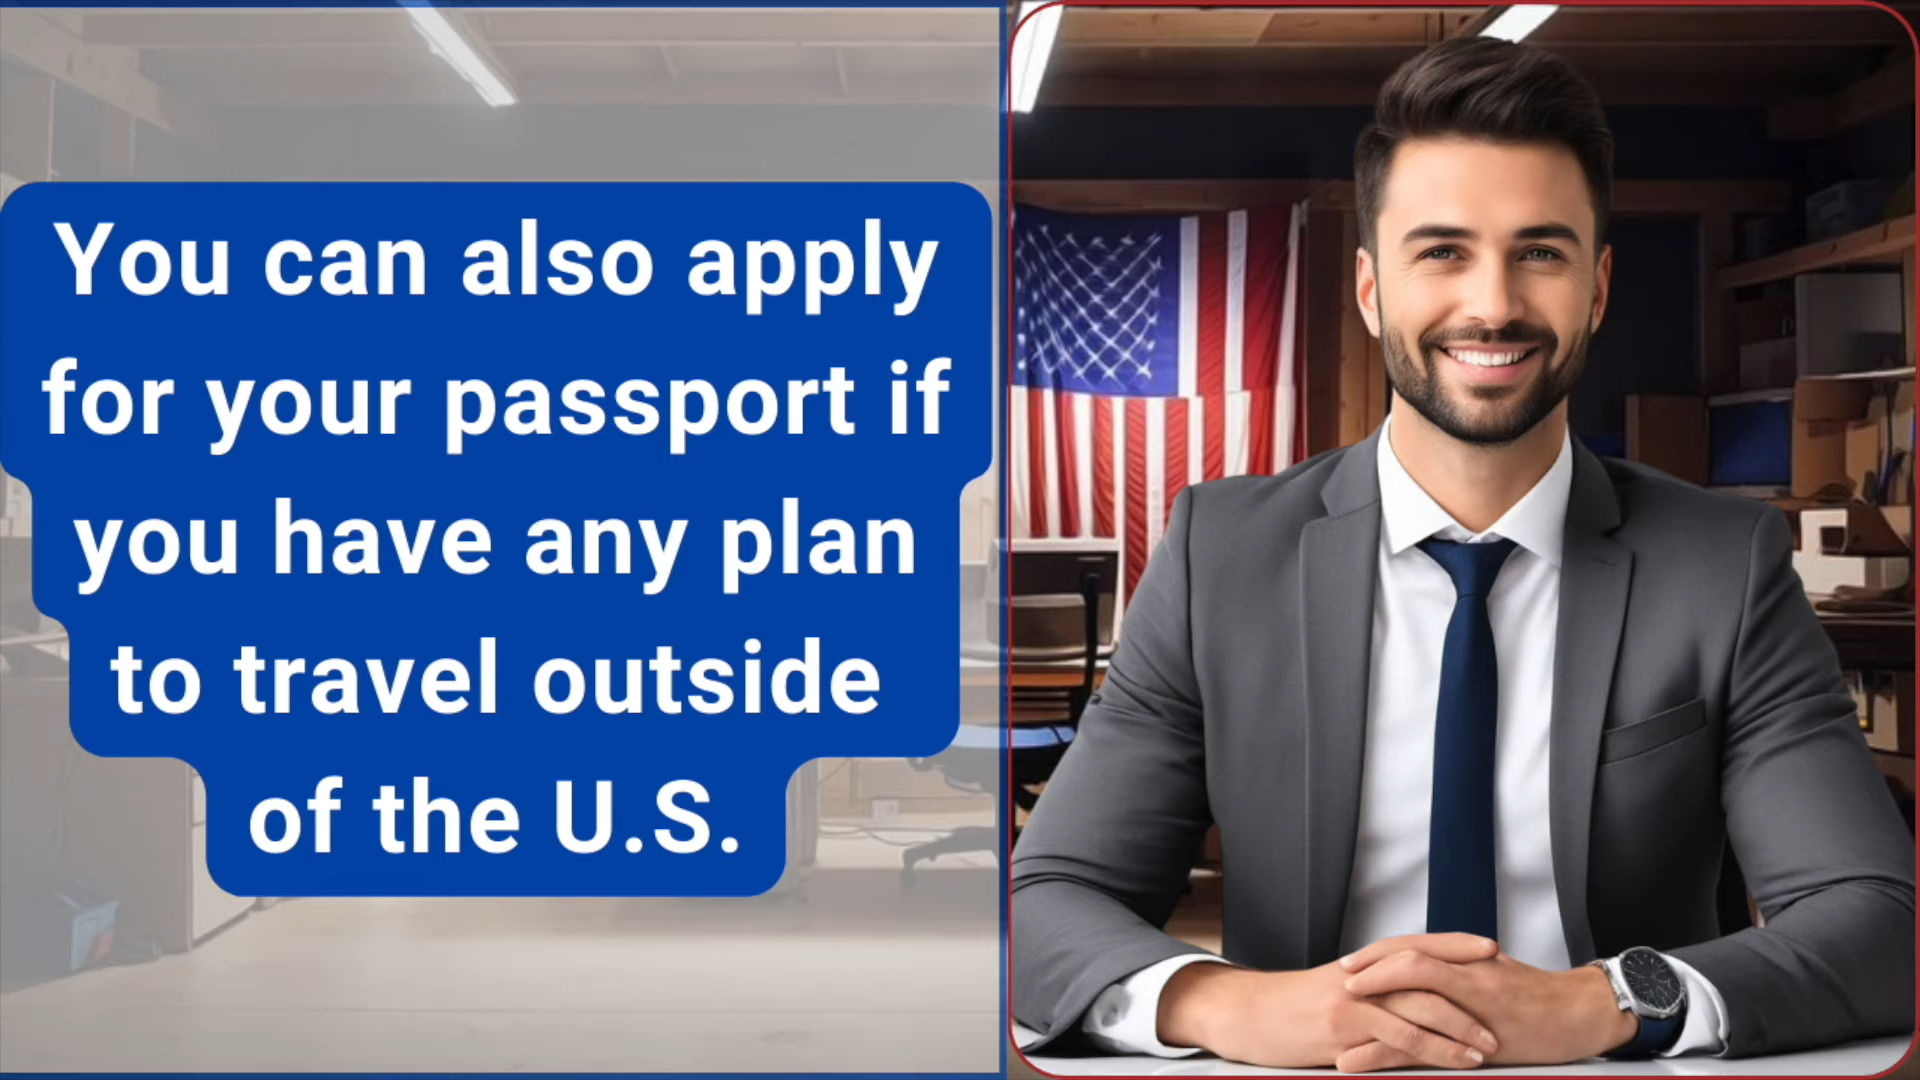 You can also apply
for your passport if
you have any plan
to travel outside
of the U.S.